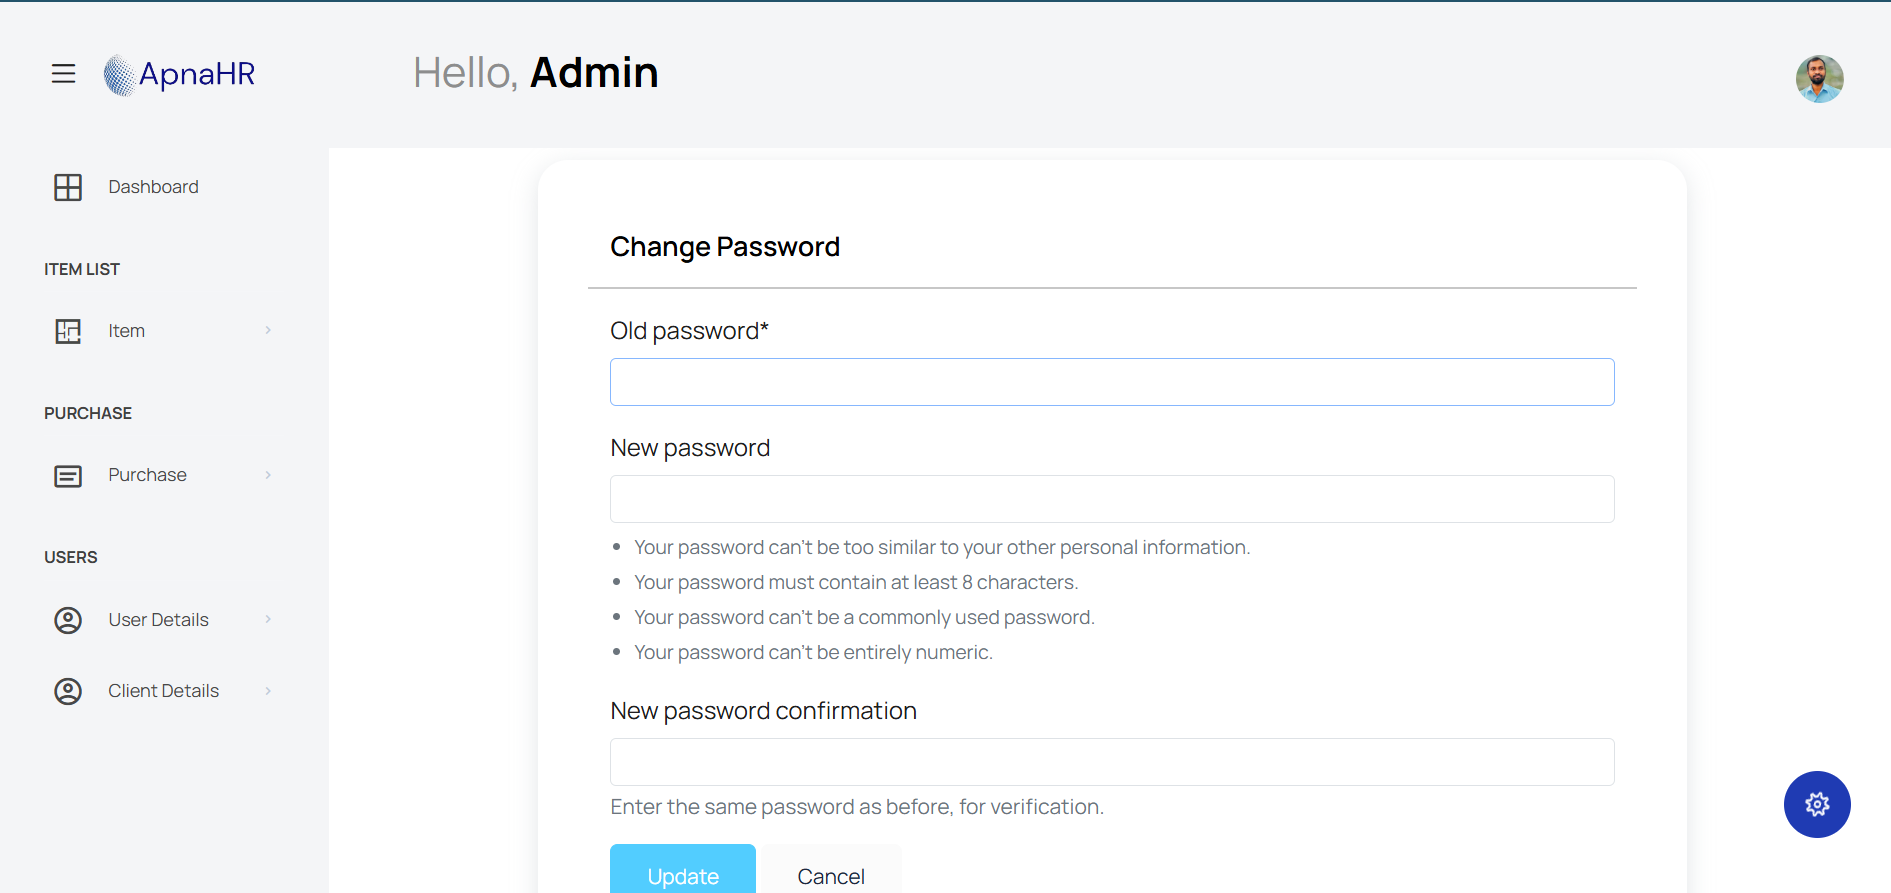 ApnaHR
Hello, Admin
Dashboard
ITEM LIST
Item
PURCHASE
Purchase
USERS
User Details
Client Details
Change Password
Old password*
New password
Your password can't be too similar to your other personal information.
Your password must contain at least 8 characters.
Your password can't be a commonly used password.
Your password can't be entirely numeric.
New password confirmation
Enter the same password as before, for verification.
Update
Cancel